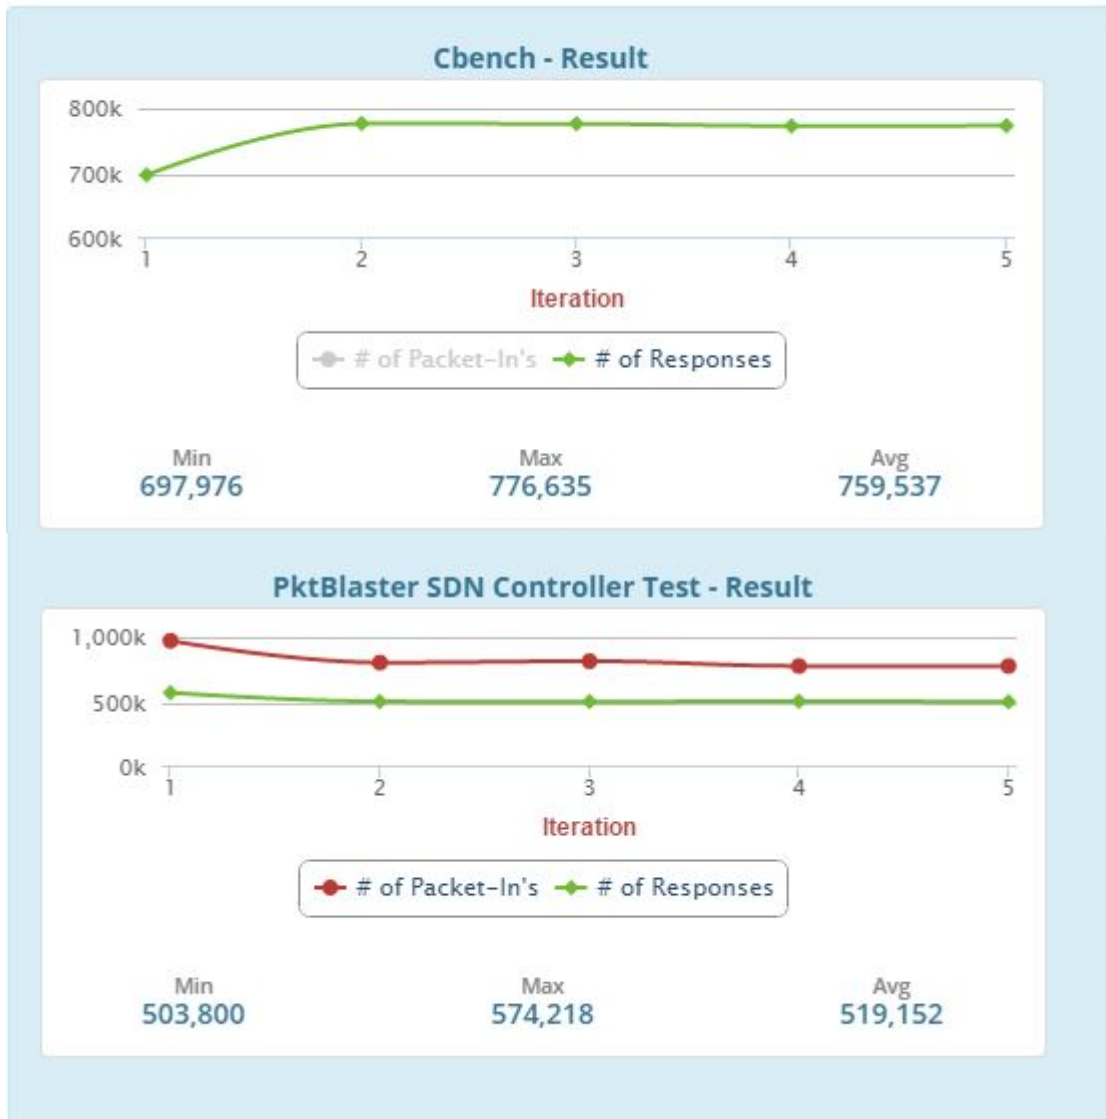 Cbench - Result
800k
700k
600k
1 2 3 4 5
Iteration
# of Packet-In's # of Responses
Min Max Avg
697,976 776,635 759,537
PktBlaster SDN Controller Test - Result
1,000k
500k
0k
1 2 3 4 5
Iteration
# of Packet-In's # of Responses
Min Max Avg
503,800 574,218 519,152